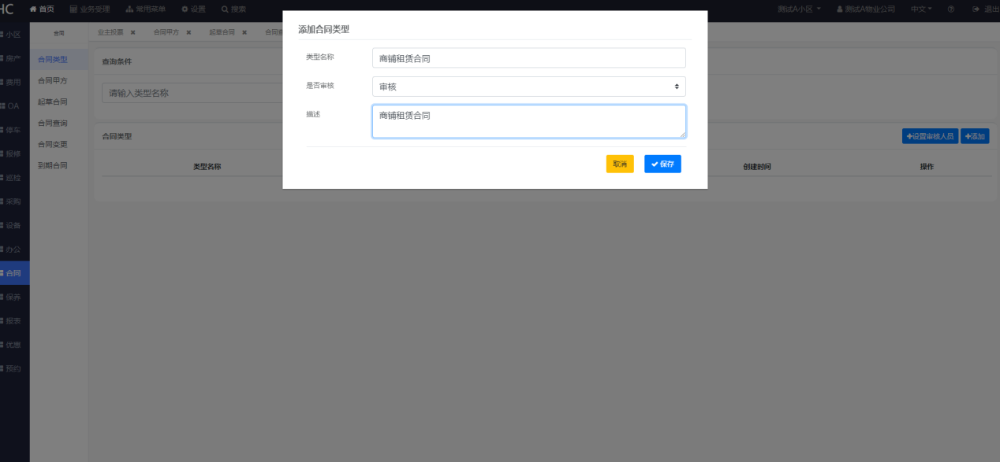 HC 首页 业务受理 常用菜单 设置 搜索 测试A小区 测试A物业公司 中文 退出
小区
房产
费用
OA
停车
报修
巡检
采购
设备
办公
合同
保养
报表
优惠
预约
合同
合同类型
合同甲方
起草合同
合同查询
合同变更
到期合同
业主投票 合同甲方 起草合同
查询条件
请输入类型名称
合同类型 设置审核人员 添加
类型名称 创建时间 操作
添加合同类型
类型名称 商铺租赁合同
是否审核 审核
描述 商铺租赁合同
取消 保存